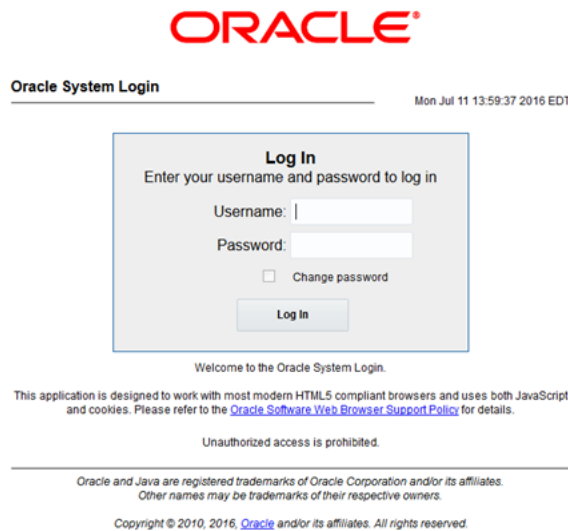 ORACLE®
Oracle System Login
Mon Jul 11 13:59:37 2016 EDT
Log In
Enter your username and password to log in
Username:
Password:
Change password
Log In
Welcome to the Oracle System Login.
This application is designed to work with most modern HTML5 compliant browsers and uses both JavaScript
and cookies. Please refer to the Oracle Software Web Browser Support Policy for details.
Unauthorized access is prohibited.
Oracle and Java are registered trademarks of Oracle Corporation and/or its affiliates.
Other names may be trademarks of their respective owners.
Copyright © 2010, 2016, Oracle and/or its affiliates. All rights reserved.